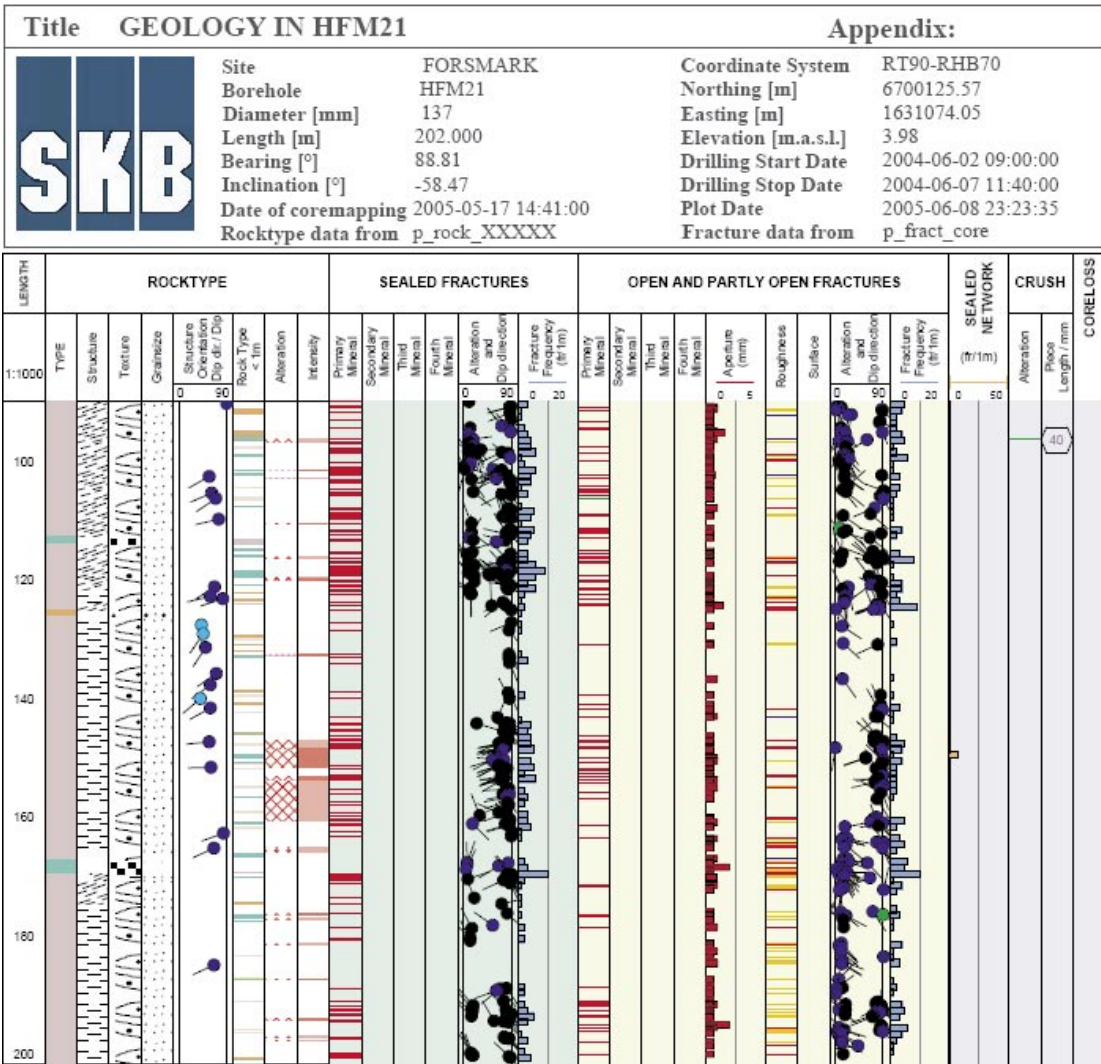 Title GEOLOGY IN HFM21 Appendix:
SKB
Site FORSMARK
Borehole HFM21
Diameter [mm] 137
Length [m] 202.000
Bearing [°] 88.81
Inclination [°] -58.47
Date of coremapping 2005-05-17 14:41:00
Rocktype data from p_rock_XXXXX
Coordinate System RT90-RHB70
Northing [m] 6700125.57
Easting [m] 1631074.05
Elevation [m.a.s.l.] 3.98
Drilling Start Date 2004-06-02 09:00:00
Drilling Stop Date 2004-06-07 11:40:00
Plot Date 2005-06-08 23:23:35
Fracture data from p_fract_core
LENGTH
1:1000
ROCKTYPE
TYPE
Structure
Texture
Grainsize
Structure
Orientation
Dip dir. / Dip
0 90
Rock Type
< 1m
Alteration
Intensity
SEALED FRACTURES
Primary
Mineral
Secondary
Mineral
Third
Mineral
Fourth
Mineral
Alteration
and
Dip direction
0 90
Fracture
Frequency
(fr/1m)
0 20
OPEN AND PARTLY OPEN FRACTURES
Primary
Mineral
Secondary
Mineral
Third
Mineral
Fourth
Mineral
Aperture
(mm)
0 5
Roughness
Surface
Alteration
and
Dip direction
0 90
Fracture
Frequency
(fr/1m)
0 20
SEALED
NETWORK
(fr/1m)
0 50
CRUSH
Alteration
Piece
Length / mm
CORELOSS
40
100
120
140
160
180
200